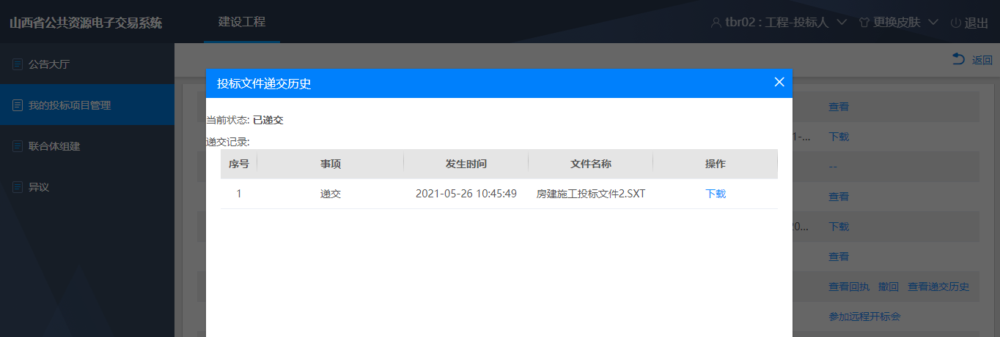 山西省公共资源电子交易系统
建设工程
tbr02 : 工程-投标人
更换皮肤
退出
公告大厅
我的投标项目管理
联合体组建
异议
返回
投标文件递交历史
当前状态: 已递交
递交记录:
序号 事项 发生时间 文件名称 操作
1 递交 2021-05-26 10:45:49 房建施工投标文件2.SXT 下载
查看
1-... 下载
--
查看
20... 下载
查看
查看回执 撤回 查看递交历史
参加远程开标会